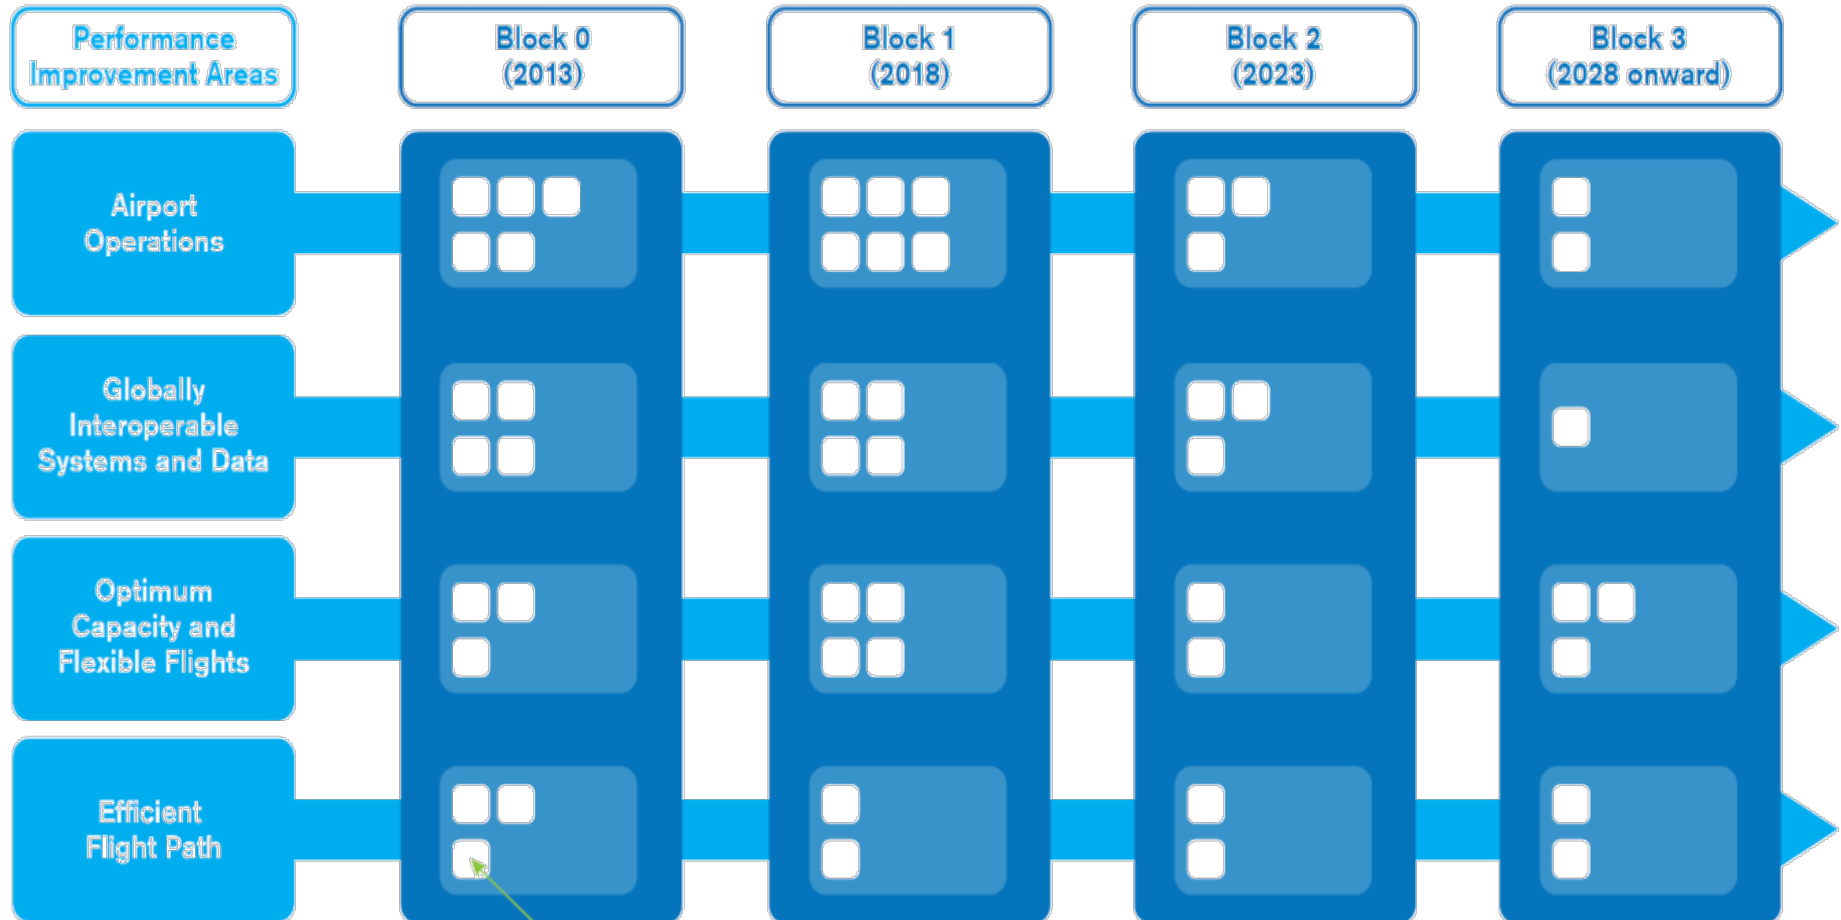 Performance
Improvement Areas
Block 0
(2013)
Block 1
(2018)
Block 2
(2023)
Block 3
(2028 onward)
Airport
Operations
Globally
Interoperable
Systems and Data
Optimum
Capacity and
Flexible Flights
Efficient
Flight Path